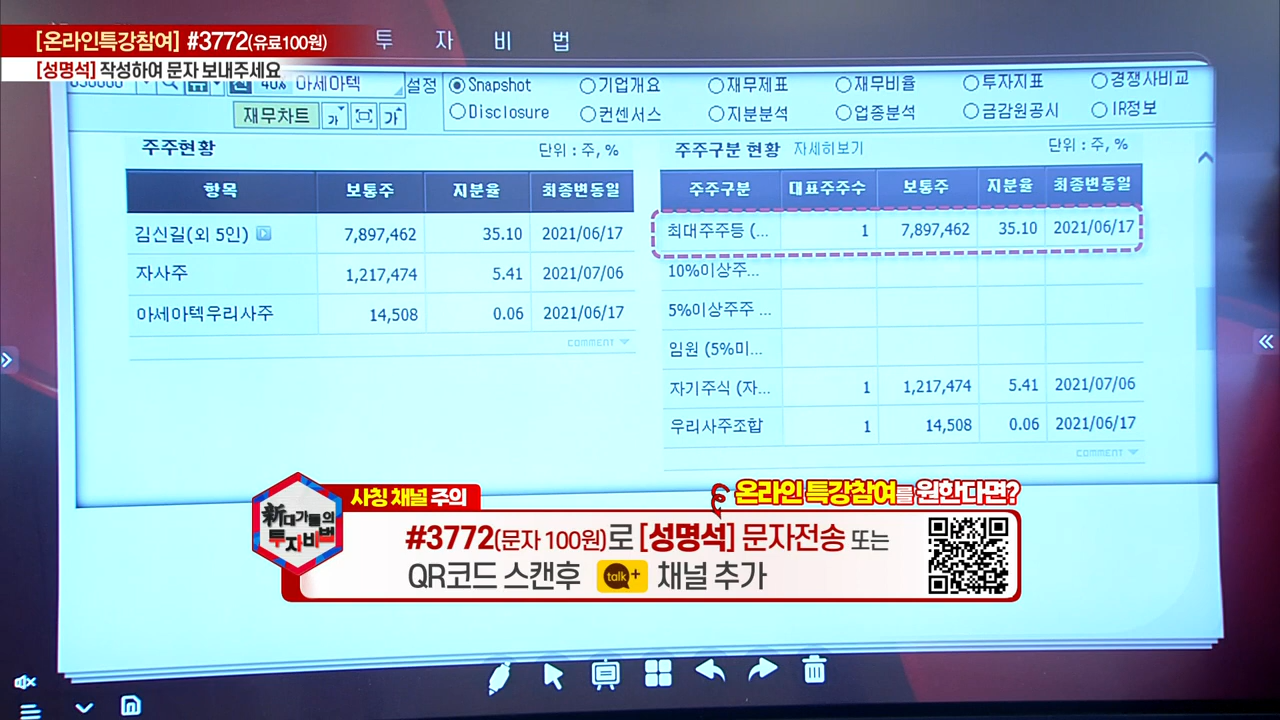 [온라인특강참여] #3772(유료100원)
[성명석] 작성하여 문자 보내주세요
투 자 비 법
40% 아세아텍 설정
Snapshot 기업개요 재무제표 재무비율 투자지표 경쟁사비교
Disclosure 컨센서스 지분분석 업종분석 금감원공시 IR정보
재무차트 가 가
주주현황 단위 : 주, %
항목 보통주 지분율 최종변동일
김신길(외 5인) 7,897,462 35.10 2021/06/17
자사주 1,217,474 5.41 2021/07/06
아세아텍우리사주 14,508 0.06 2021/06/17
COMMENT
주주구분 현황 자세히보기 단위 : 주, %
주주구분 대표주주수 보통주 지분율 최종변동일
최대주주등 (... 1 7,897,462 35.10 2021/06/17
10%이상주...
5%이상주주 ...
임원 (5%미...
자기주식 (자... 1 1,217,474 5.41 2021/07/06
우리사주조합 1 14,508 0.06 2021/06/17
COMMENT
新대가들의
투자비법
사칭 채널 주의
온라인 특강참여를 원한다면?
#3772(문자 100원)로 [성명석] 문자전송 또는
QR코드 스캔후 talk+ 채널 추가